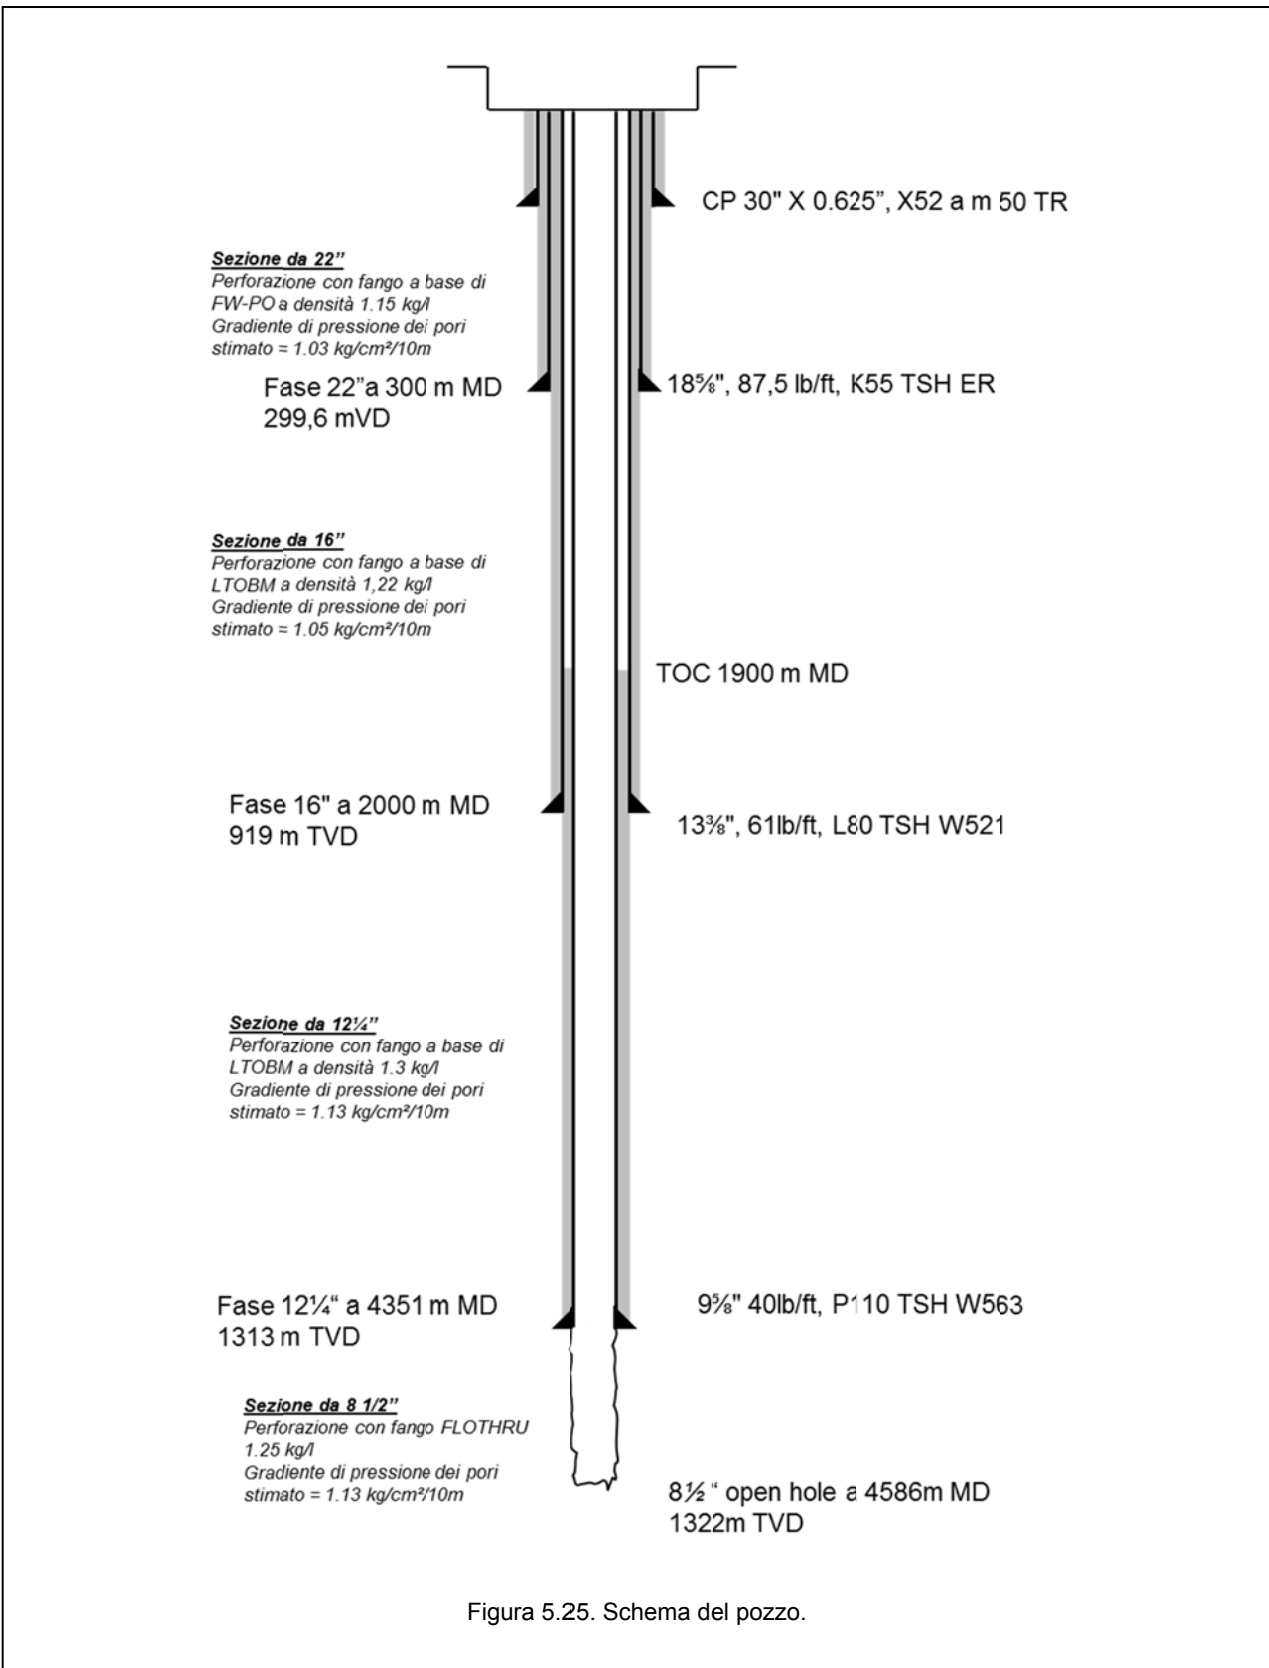 CP 30" X 0.625”, X52 a m 50 TR
Sezione da 22”
Perforazione con fango a base di
FW-PO a densità 1.15 kg/l
Gradiente di pressione dei pori
stimato = 1.03 kg/cm²/10m
Fase 22”a 300 m MD
299,6 mVD
18⅝", 87,5 lb/ft, K55 TSH ER
Sezione da 16”
Perforazione con fango a base di
LTOBM a densità 1,22 kg/l
Gradiente di pressione dei pori
stimato = 1.05 kg/cm²/10m
TOC 1900 m MD
Fase 16" a 2000 m MD
919 m TVD
13⅜", 61lb/ft, L80 TSH W521
Sezione da 12¼”
Perforazione con fango a base di
LTOBM a densità 1.3 kg/l
Gradiente di pressione dei pori
stimato = 1.13 kg/cm²/10m
Fase 12¼“ a 4351 m MD
1313 m TVD
9⅝" 40lb/ft, P110 TSH W563
Sezione da 8 1/2”
Perforazione con fango FLOTHRU
1.25 kg/l
Gradiente di pressione dei pori
stimato = 1.13 kg/cm²/10m
8½ “ open hole a 4586m MD
1322m TVD
Figura 5.25. Schema del pozzo.